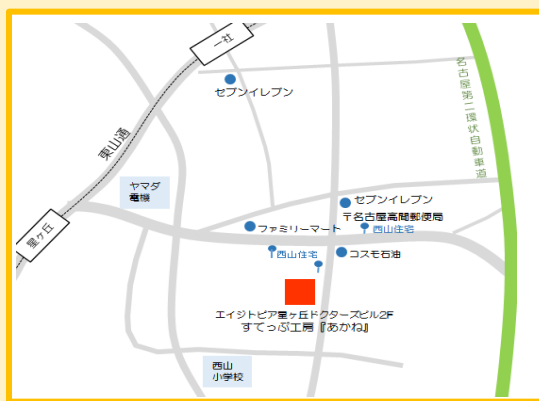 一社
セブンイレブン
名古屋第二環状自動車道
東山通
ヤマダ
電機
セブンイレブン
〒名古屋高間郵便局
星ヶ丘
ファミリーマート
西山住宅
西山住宅
コスモ石油
エイジトピア星ヶ丘ドクターズビル2F
すてっぷ工房『あかね』
西山
小学校